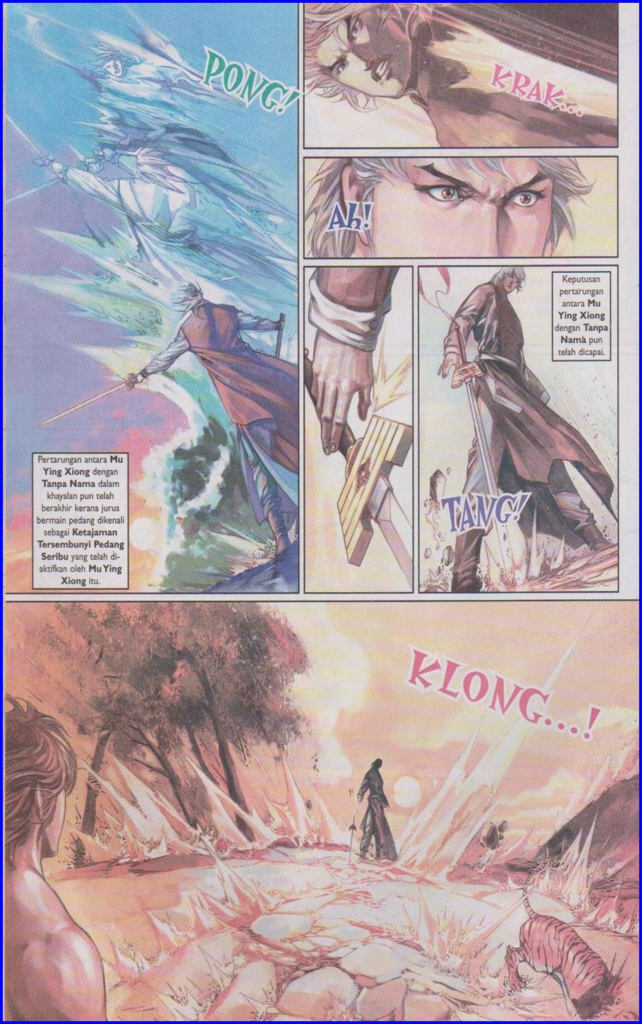 PONG!
Pertarungan antara Mu
Ying Xiong dengan
Tanpa Nama dalam
khayalan pun telah
berakhir kerana jurus
bermain pedang dikenali
sebagai Ketajaman
Tersembunyi Pedang
Seribu yang telah di-
aktifkan oleh Mu Ying
Xiong itu.
KRAK...
Ah!
Keputusan
pertarungan
antara Mu
Ying Xiong
dengan Tanpa
Nama pun
telah dicapai.
TANG!
KLONG...!